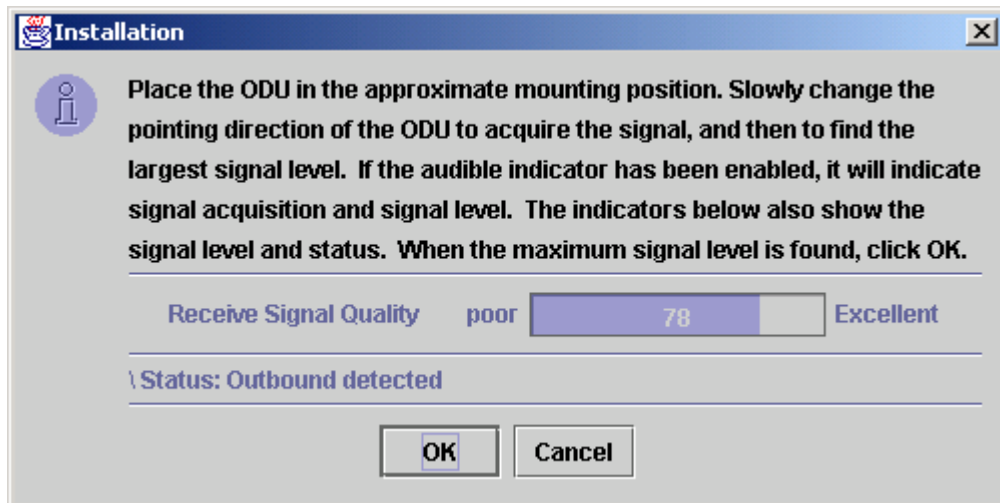 Installation
Place the ODU in the approximate mounting position. Slowly change the
pointing direction of the ODU to acquire the signal, and then to find the
largest signal level.  If the audible indicator has been enabled, it will indicate
signal acquisition and signal level.  The indicators below also show the
signal level and status.  When the maximum signal level is found, click OK.
Receive Signal Quality poor 78 Excellent
\ Status: Outbound detected
OK Cancel